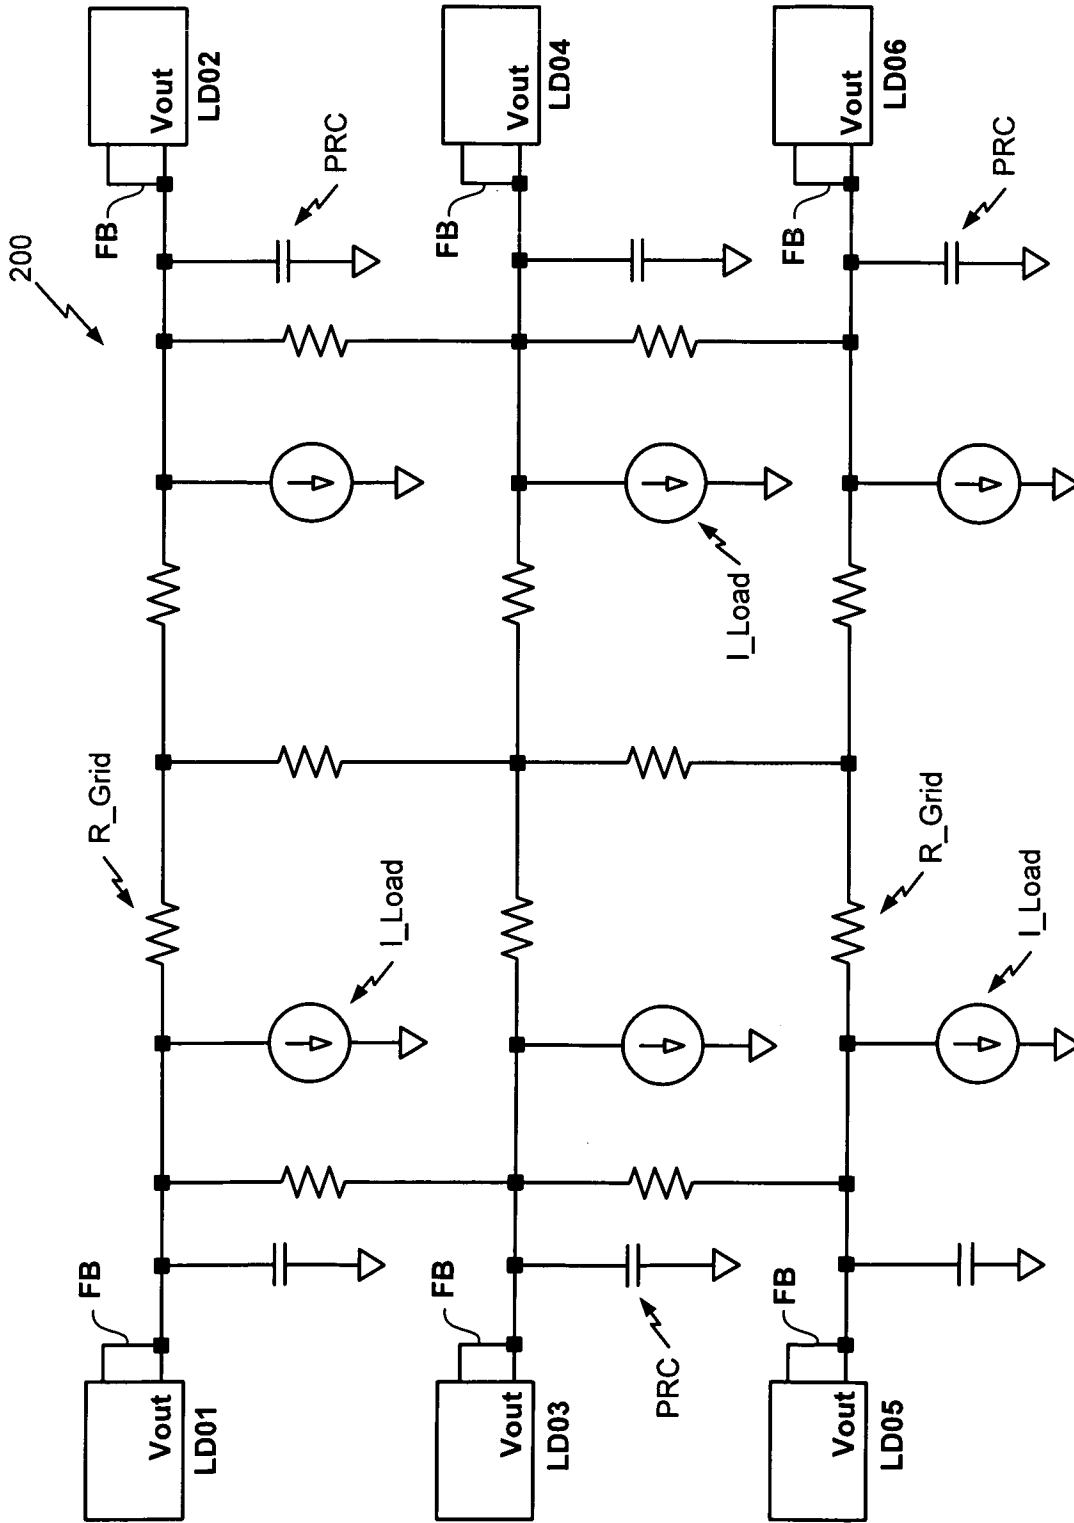 200
FB
R_Grid
FB
Vout
LD01
Vout
LD02
I_Load
PRC
FB
FB
Vout
LD03
Vout
LD04
PRC
I_Load
FB
FB
Vout
LD05
Vout
LD06
R_Grid
I_Load
PRC